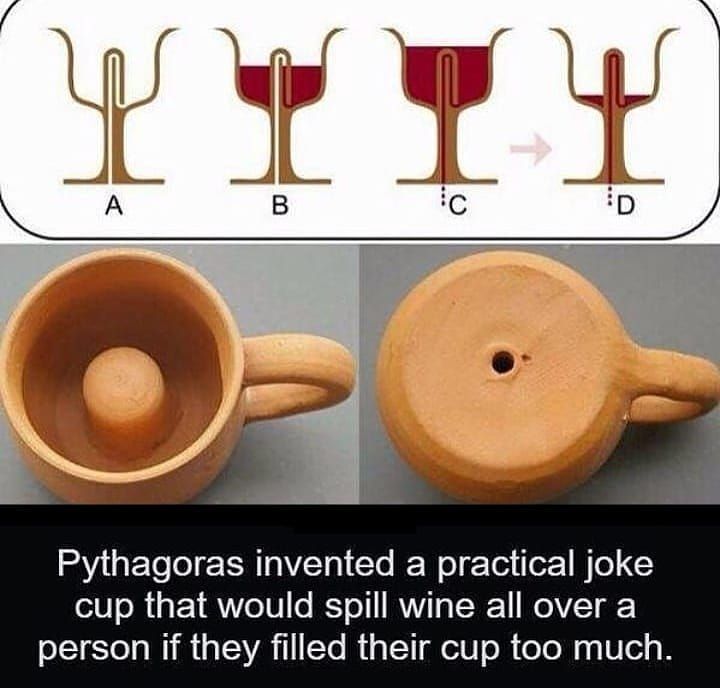 A B C D
Pythagoras invented a practical joke
cup that would spill wine all over a
person if they filled their cup too much.